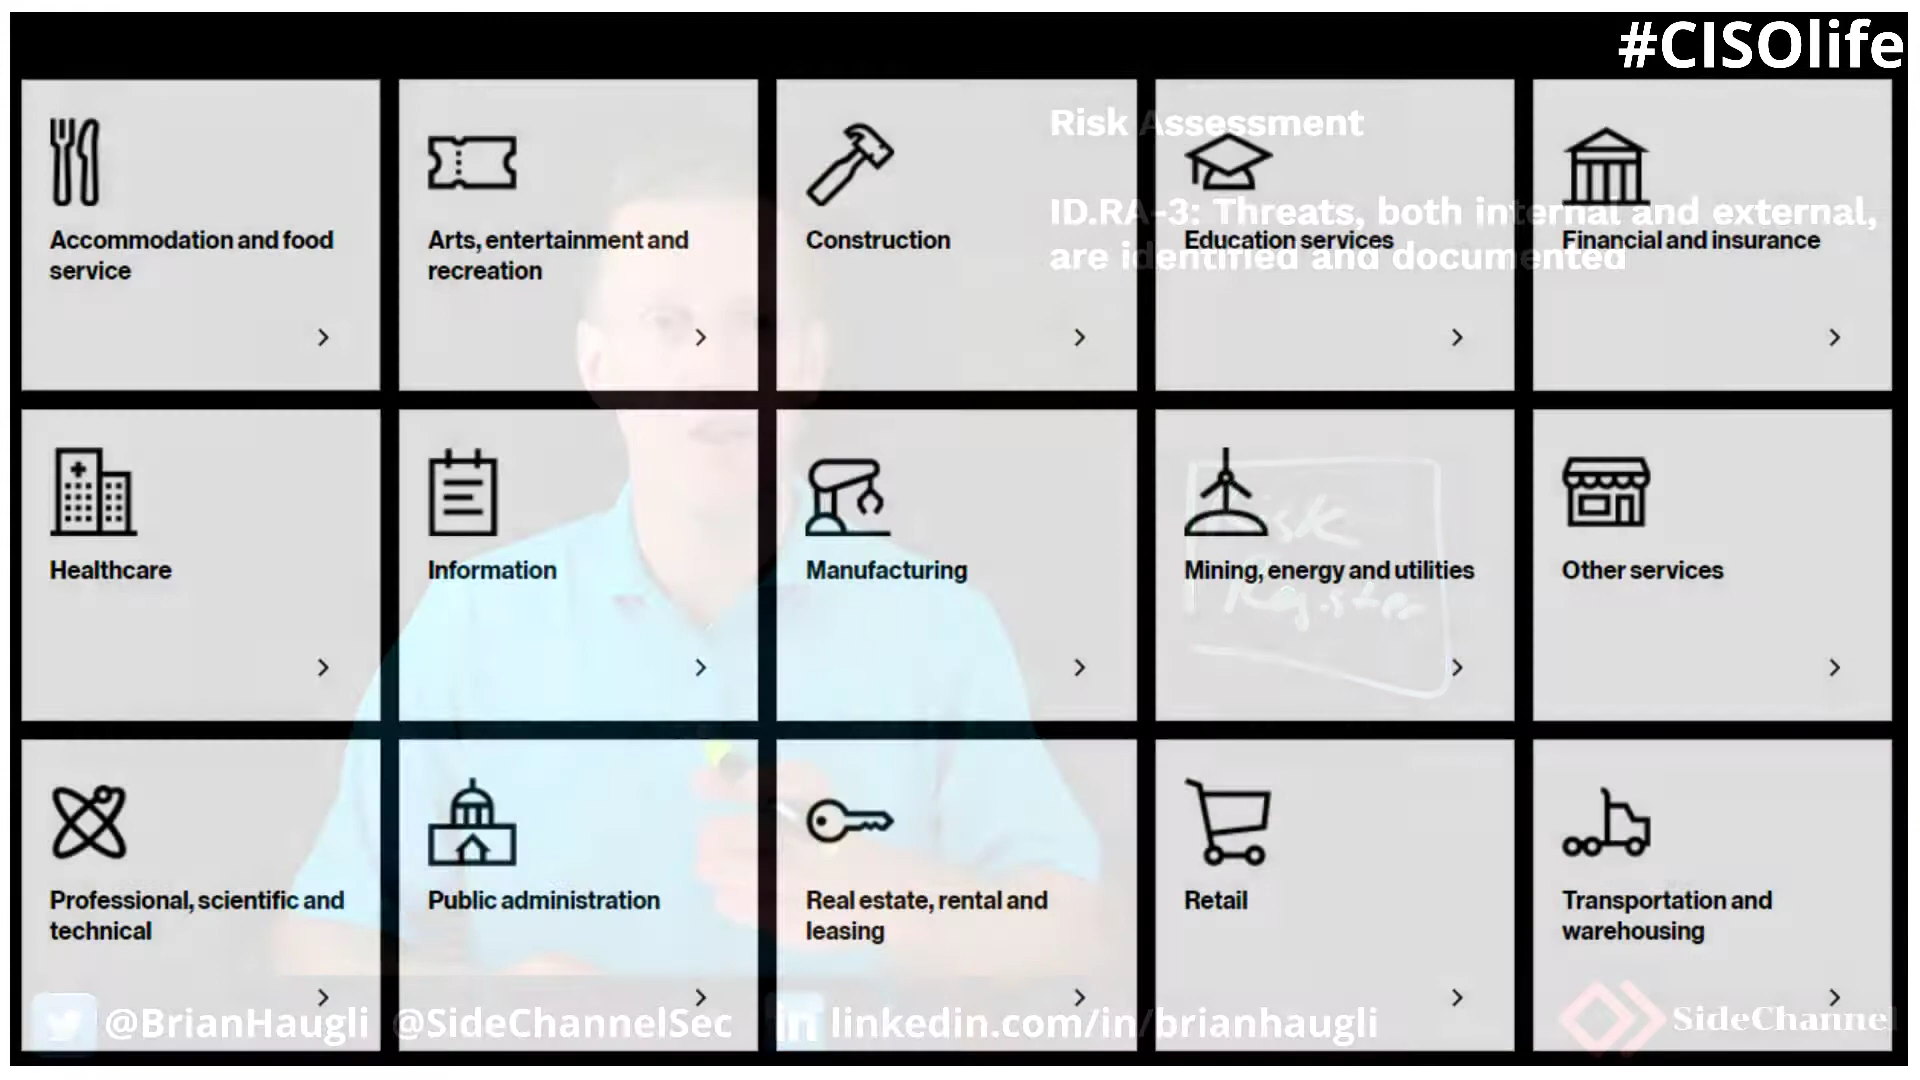 #CISOlife
Risk Assessment
ID.RA-3: Threats, both internal and external,
are identified and documented
Accommodation and food
service
Arts, entertainment and
recreation
Construction
Education services
Financial and insurance
Healthcare
Information
Manufacturing
Mining, energy and utilities
Other services
Risk
Register
Professional, scientific and
technical
Public administration
Real estate, rental and
leasing
Retail
Transportation and
warehousing
@BrianHaugli @SideChannelSec in linkedin.com/in/brianhaugli
SideChannel